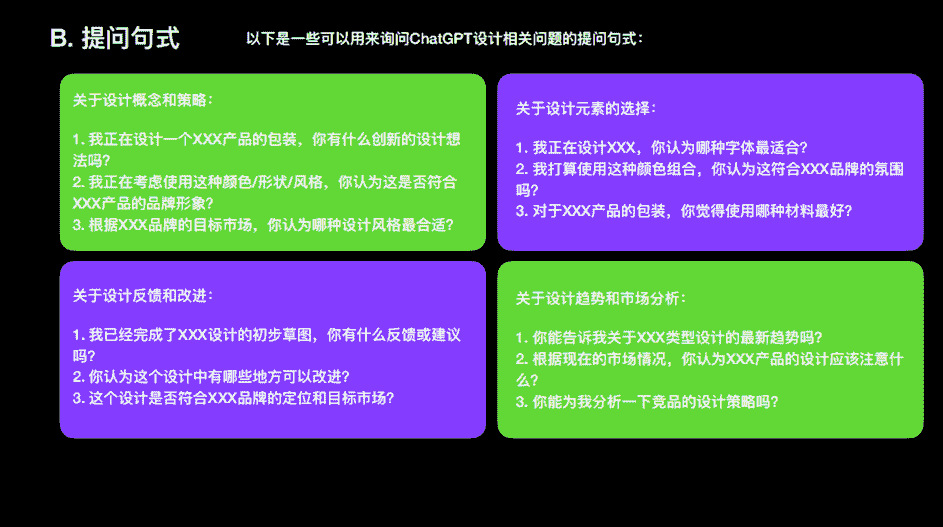 B. 提问句式
以下是一些可以用来询问ChatGPT设计相关问题的提问句式：
关于设计概念和策略：
1. 我正在设计一个XXX产品的包装，你有什么创新的设计想
法吗？
2. 我正在考虑使用这种颜色/形状/风格，你认为这是否符合
XXX产品的品牌形象？
3. 根据XXX品牌的目标市场，你认为哪种设计风格最合适？
关于设计元素的选择：
1. 我正在设计XXX，你认为哪种字体最适合？
2. 我打算使用这种颜色组合，你认为这符合XXX品牌的氛围
吗？
3. 对于XXX产品的包装，你觉得使用哪种材料最好？
关于设计反馈和改进：
1. 我已经完成了XXX设计的初步草图，你有什么反馈或建议
吗？
2. 你认为这个设计中有哪些地方可以改进？
3. 这个设计是否符合XXX品牌的定位和目标市场？
关于设计趋势和市场分析：
1. 你能告诉我关于XXX类型设计的最新趋势吗？
2. 根据现在的市场情况，你认为XXX产品的设计应该注意什
么？
3. 你能为我分析一下竞品的设计策略吗？